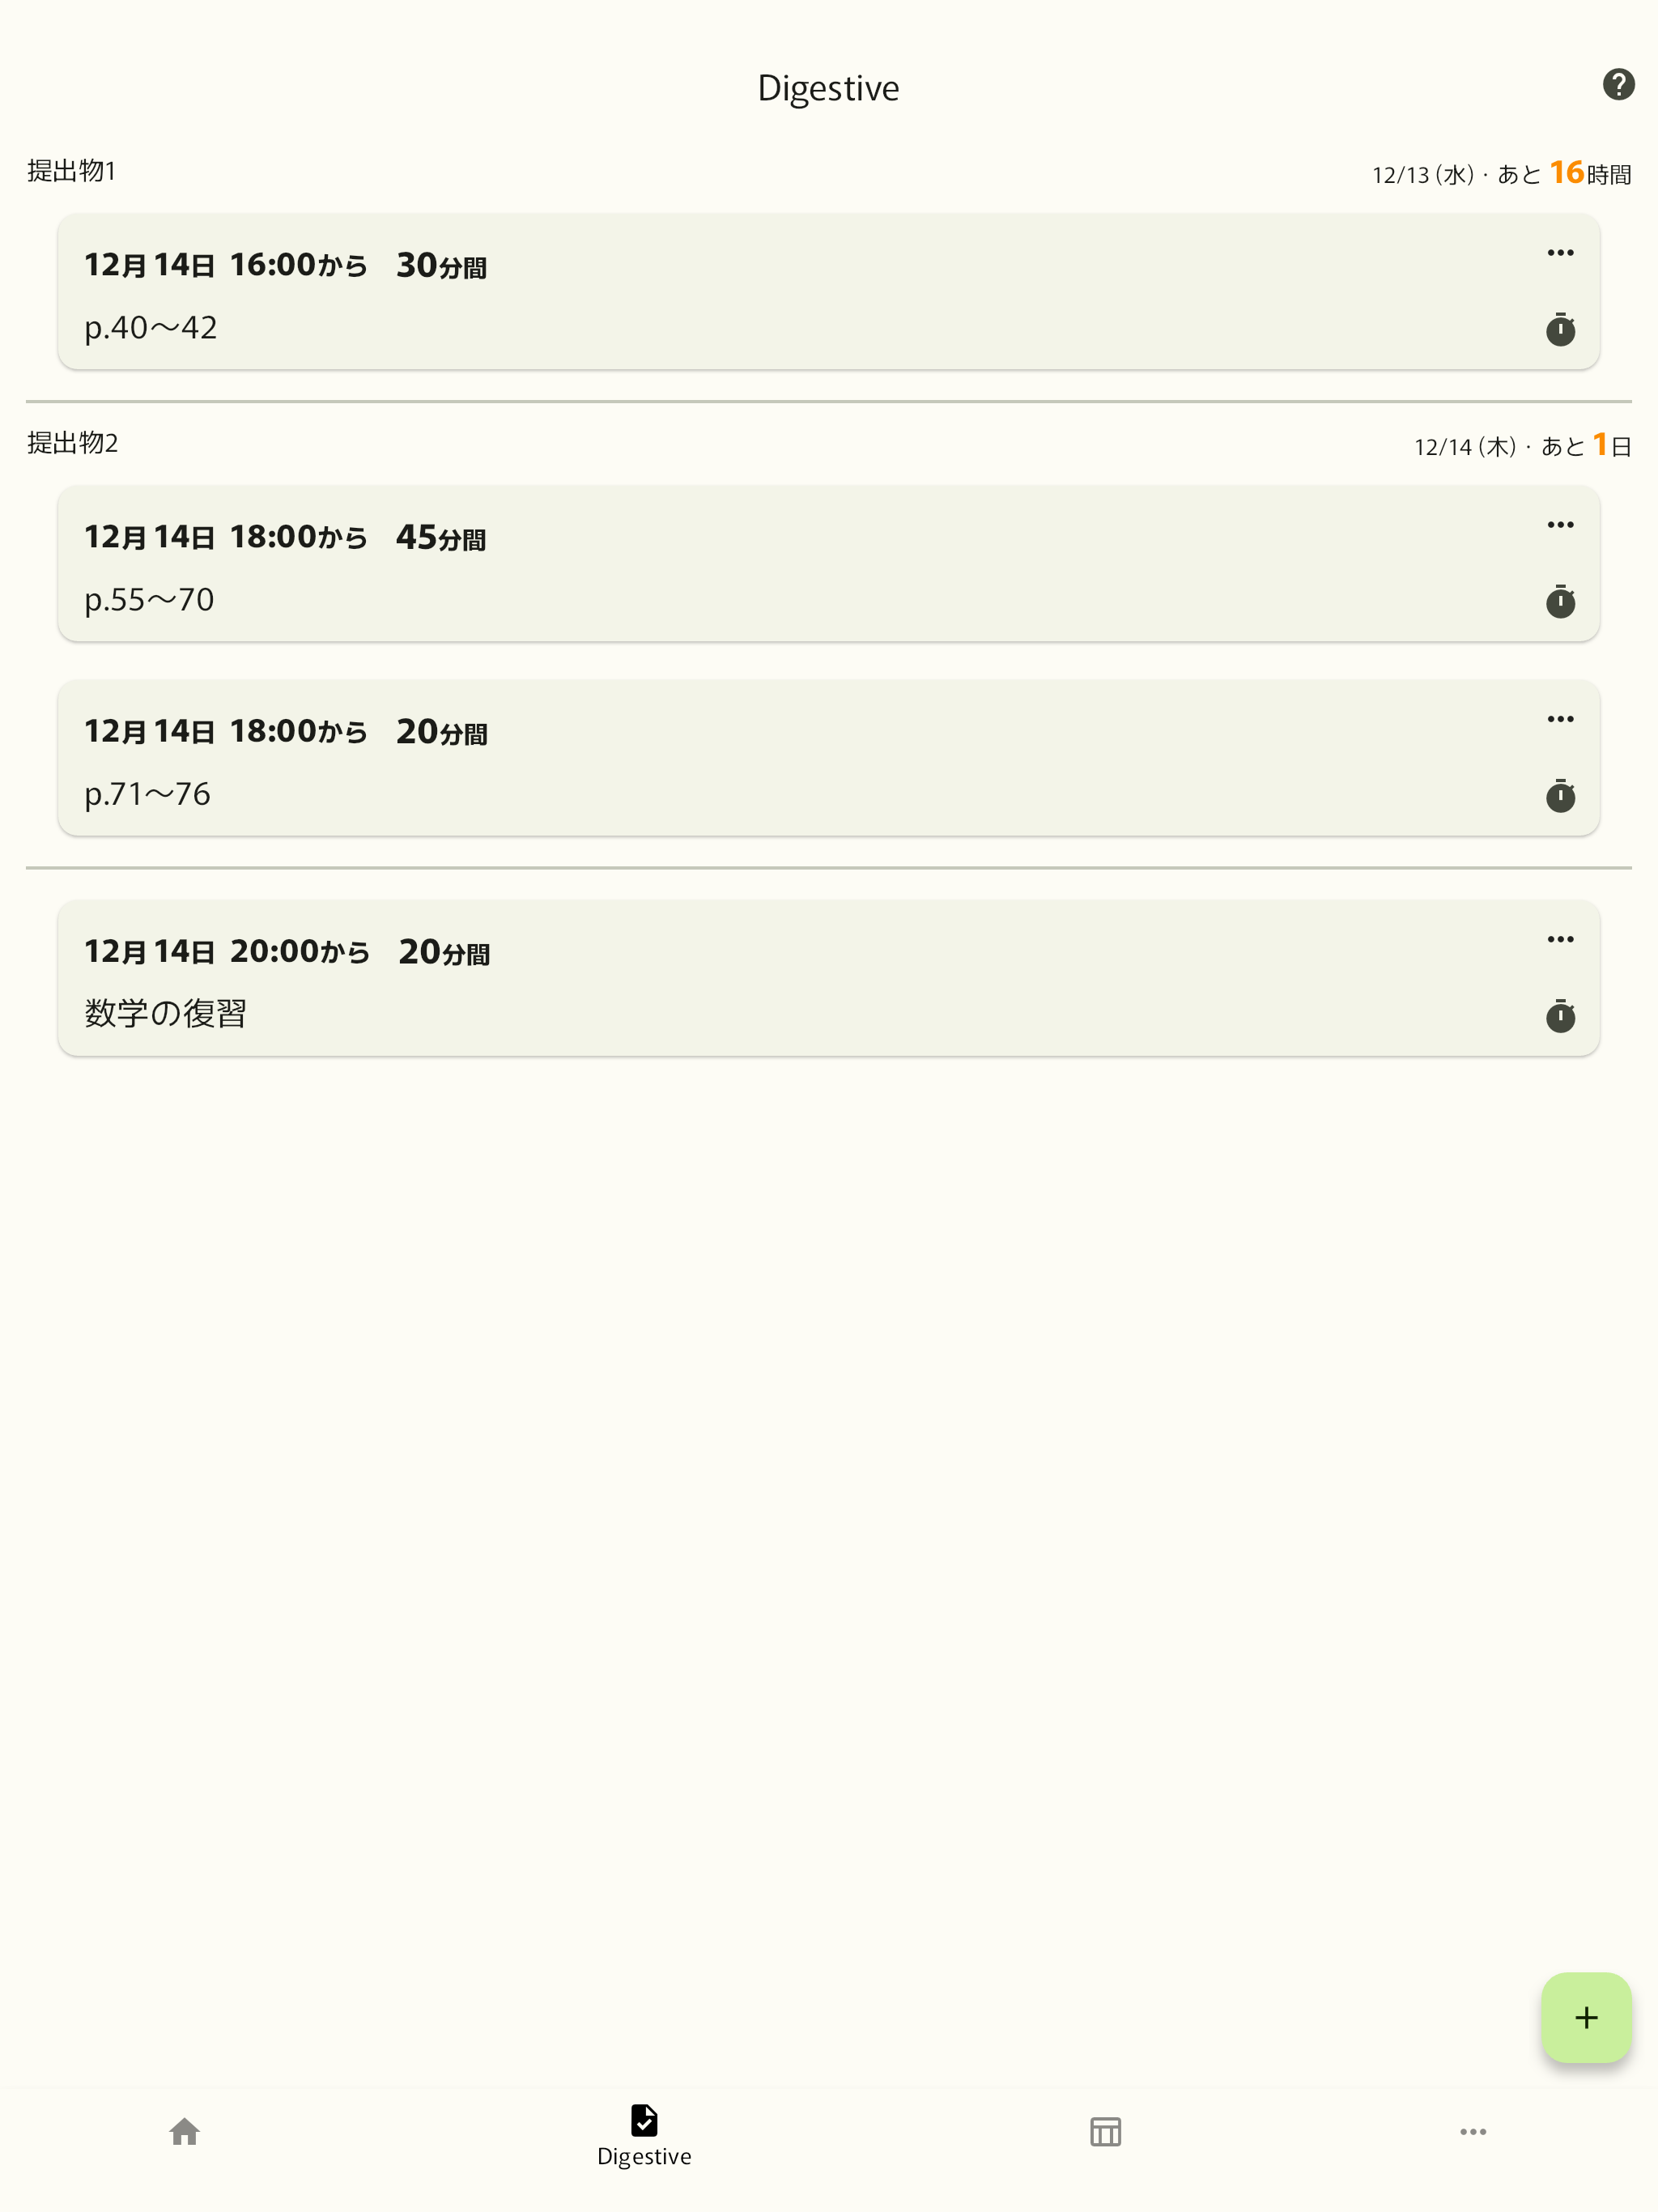 Digestive
提出物1
12/13 (水)・あと 16時間
12月14日 16:00から 30分間
p.40〜42
提出物2
12/14 (木)・あと 1日
12月14日 18:00から 45分間
p.55〜70
12月14日 18:00から 20分間
p.71〜76
12月14日 20:00から 20分間
数学の復習
Digestive